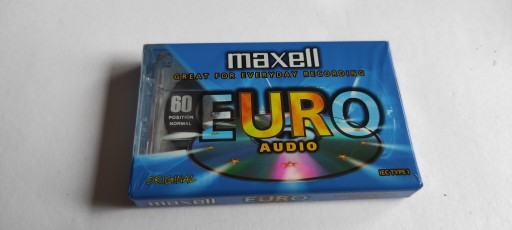 maxell
GREAT FOR EVERYDAY RECORDING
60
POSITION
NORMAL
EURO
AUDIO
ORIGINAL
IEC TYPE I
maxell EURO